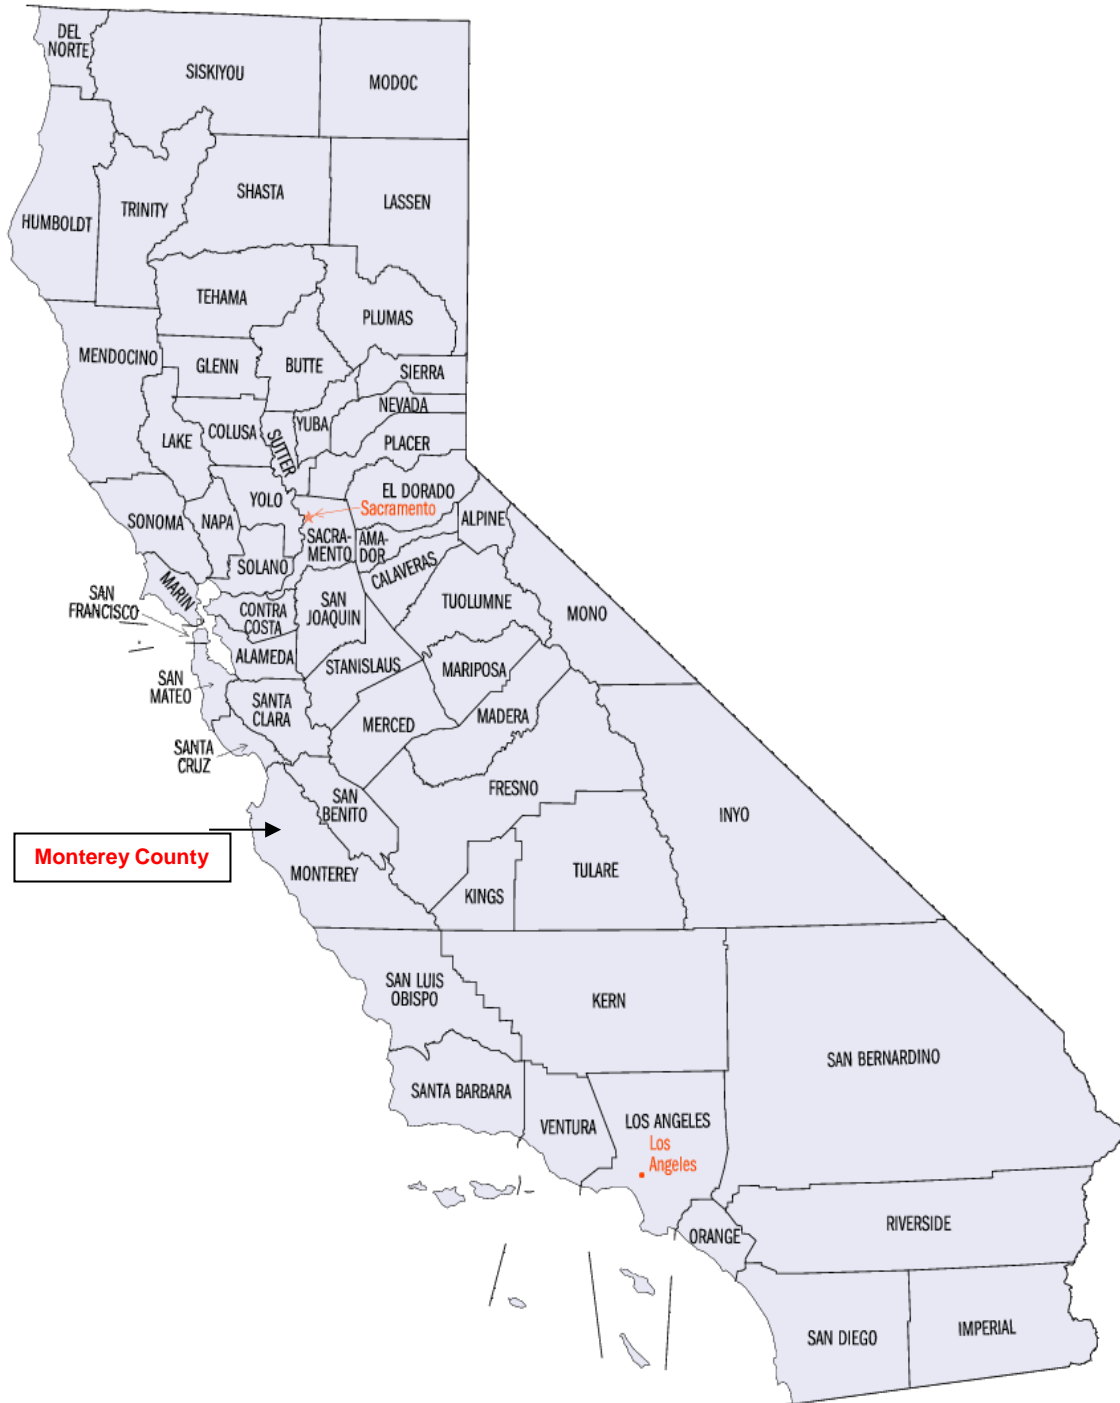 DEL
NORTE
SISKIYOU
MODOC
HUMBOLDT
TRINITY
SHASTA
LASSEN
TEHAMA
PLUMAS
MENDOCINO
GLENN
BUTTE
SIERRA
NEVADA
YUBA
LAKE
COLUSA
SUTTER
PLACER
YOLO
EL DORADO
Sacramento
SONOMA
NAPA
ALPINE
SACRA-
MENTO
AMA-
DOR
SOLANO
CALAVERAS
MARIN
SAN
FRANCISCO
CONTRA
COSTA
SAN
JOAQUIN
TUOLUMNE
MONO
ALAMEDA
STANISLAUS
MARIPOSA
SAN
MATEO
SANTA
CLARA
MERCED
MADERA
SANTA
CRUZ
SAN
BENITO
FRESNO
INYO
Monterey County
MONTEREY
KINGS
TULARE
SAN LUIS
OBISPO
KERN
SAN BERNARDINO
SANTA BARBARA
VENTURA
LOS ANGELES
Los
Angeles
ORANGE
RIVERSIDE
SAN DIEGO
IMPERIAL